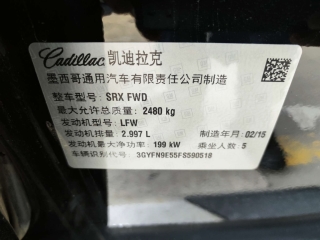 Cadillac 凯迪拉克
墨西哥通用汽车有限责任公司制造
整车型号: SRX FWD
最大允许总质量: 2480 kg
发动机型号: LFW
发动机排量: 2.997 L 制造年月 02/15
发动机最大净功率: 199 kW 乘坐人数 5
车辆识别代号: 3GYFN9E55FS590518